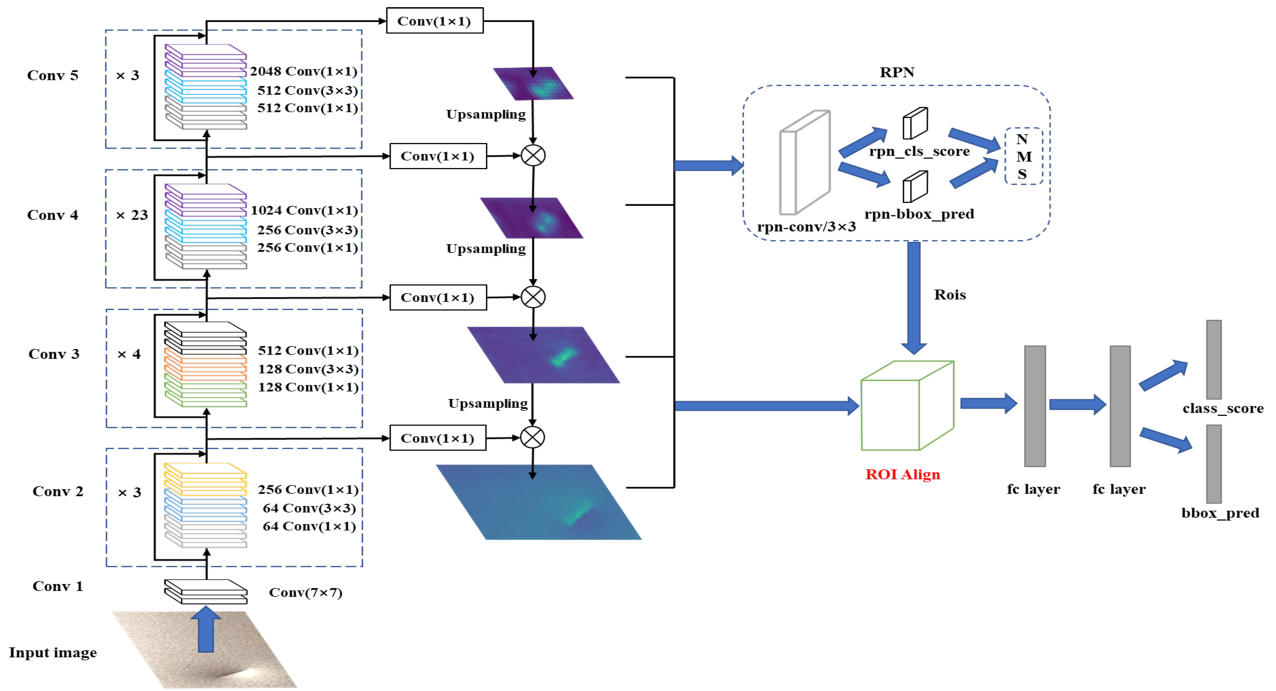 Conv(1×1)
Conv 5
× 3
2048 Conv(1×1)
512 Conv(3×3)
512 Conv(1×1)
Upsampling
Conv(1×1)
Conv 4
× 23
1024 Conv(1×1)
256 Conv(3×3)
256 Conv(1×1)
Upsampling
Conv(1×1)
Conv 3
× 4
512 Conv(1×1)
128 Conv(3×3)
128 Conv(1×1)
Upsampling
Conv(1×1)
Conv 2
× 3
256 Conv(1×1)
64 Conv(3×3)
64 Conv(1×1)
Conv 1
Conv(7×7)
Input image
RPN
rpn_cls_score
rpn-bbox_pred
rpn-conv/3×3
N
M
S
Rois
ROI Align
fc layer
fc layer
class_score
bbox_pred